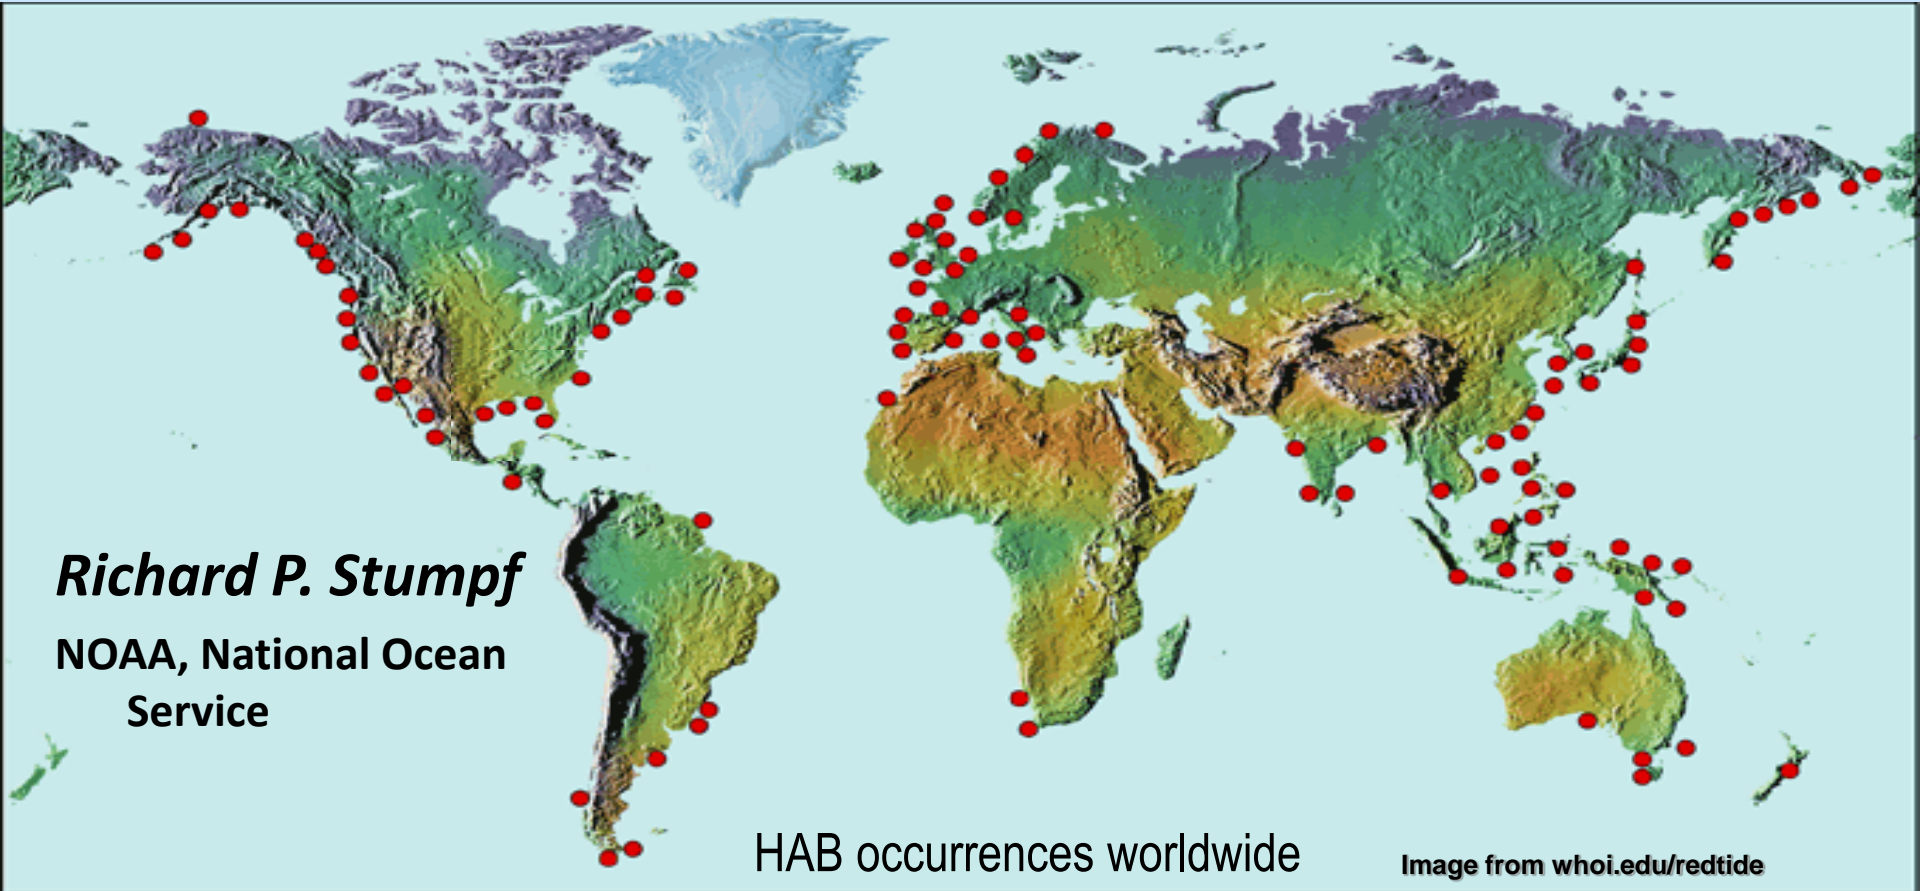 Richard P. Stumpf
NOAA, National Ocean
Service
HAB occurrences worldwide
Image from whoi.edu/redtide